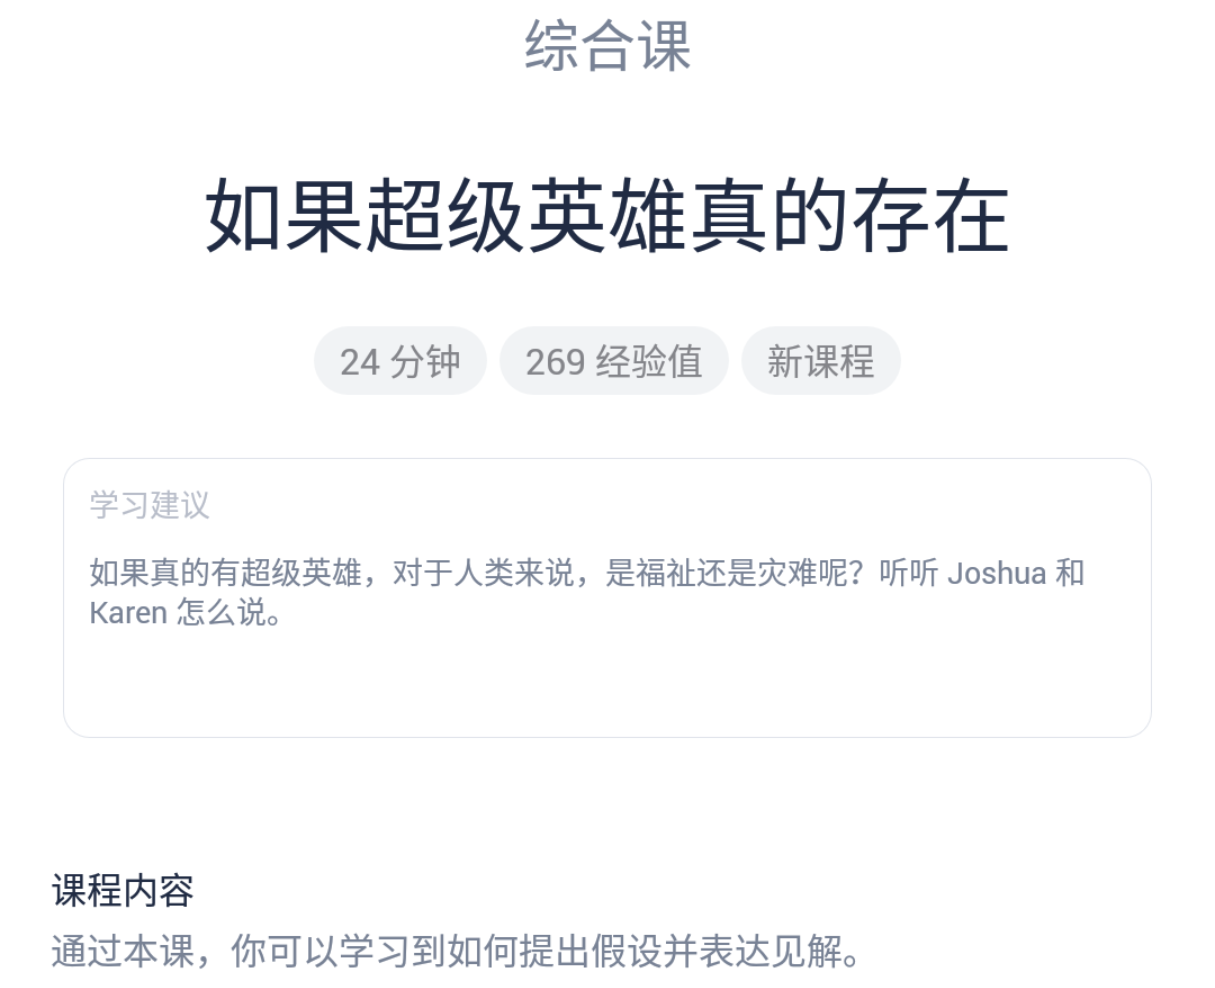 综合课
如果超级英雄真的存在
24 分钟
269 经验值
新课程
学习建议
如果真的有超级英雄，对于人类来说，是福祉还是灾难呢？听听 Joshua 和
Karen 怎么说。
课程内容
通过本课，你可以学习到如何提出假设并表达见解。